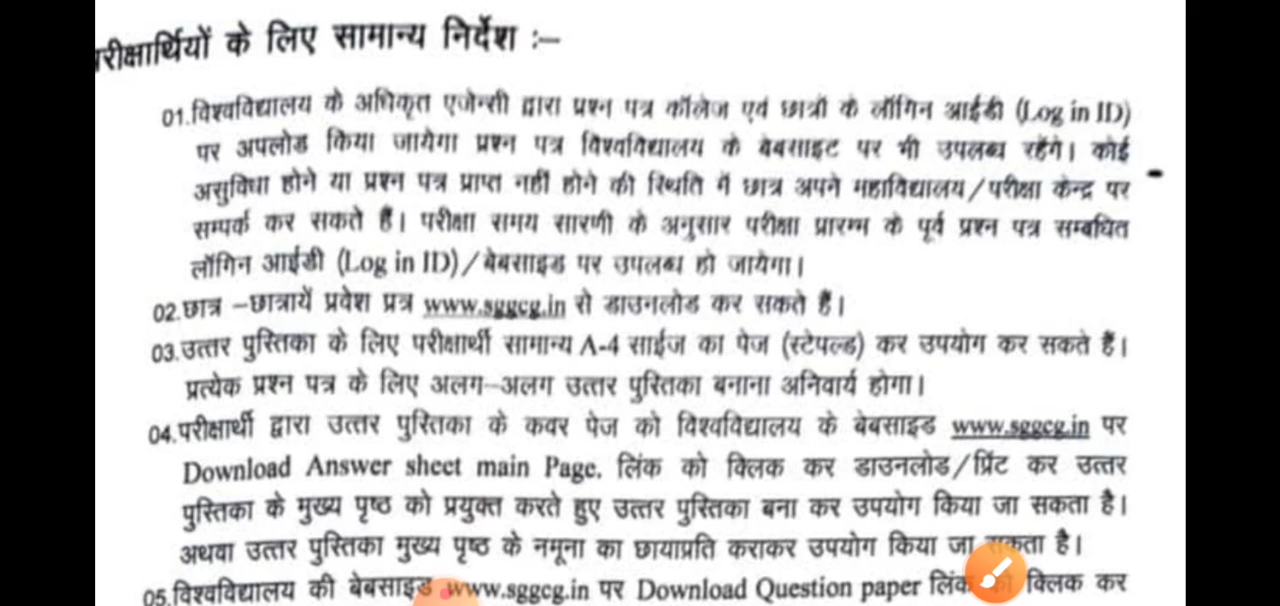 परीक्षार्थियों के लिए सामान्य निर्देश :–
01.विश्वविद्यालय के अधिकृत एजेन्सी द्वारा प्रश्न पत्र कॉलेज एवं छात्रों के लॉगिन आईडी (Log in ID)
पर अपलोड किया जायेगा प्रश्न पत्र विश्वविद्यालय के बेबसाइट पर भी उपलब्ध रहेंगे। कोई
असुविधा होने या प्रश्न पत्र प्राप्त नहीं होने की स्थिति में छात्र अपने महाविद्यालय/परीक्षा केन्द्र पर
सम्पर्क कर सकते हैं। परीक्षा समय सारणी के अनुसार परीक्षा प्रारम्भ के पूर्व प्रश्न पत्र सम्बधित
लॉगिन आईडी (Log in ID)/बेबसाइड पर उपलब्ध हो जायेगा।
02.छात्र –छात्रायें प्रवेश प्रत्र www.sggcg.in से डाउनलोड कर सकते हैं।
03.उत्तर पुस्तिका के लिए परीक्षार्थी सामान्य A-4 साईज का पेज (स्टेपल्ड) कर उपयोग कर सकते हैं।
प्रत्येक प्रश्न पत्र के लिए अलग–अलग उत्तर पुस्तिका बनाना अनिवार्य होगा।
04.परीक्षार्थी द्वारा उत्तर पुस्तिका के कवर पेज को विश्वविद्यालय के बेबसाइड www.sggcg.in पर
Download Answer sheet main Page. लिंक को क्लिक कर डाउनलोड/प्रिंट कर उत्तर
पुस्तिका के मुख्य पृष्ठ को प्रयुक्त करते हुए उत्तर पुस्तिका बना कर उपयोग किया जा सकता है।
अथवा उत्तर पुस्तिका मुख्य पृष्ठ के नमूना का छायाप्रति कराकर उपयोग किया जा सकता है।
05.विश्वविद्यालय की बेबसाइड www.sggcg.in पर Download Question paper लिंक को क्लिक कर